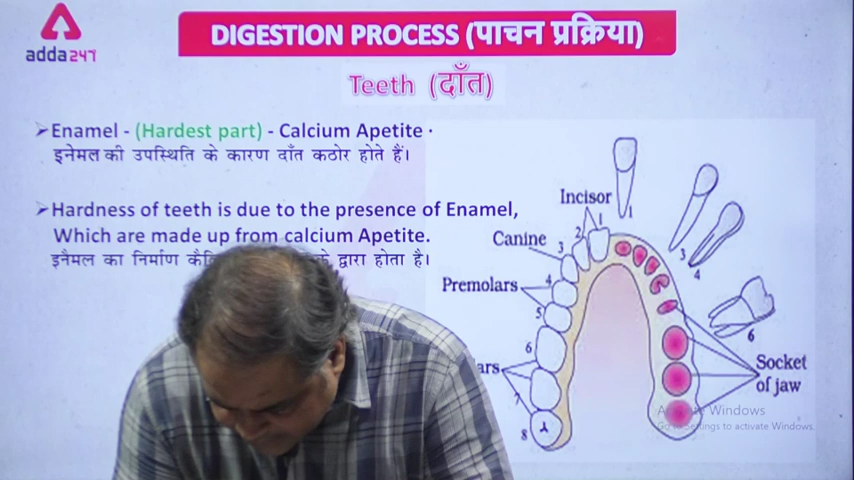 adda247
DIGESTION PROCESS (पाचन प्रक्रिया)
Teeth (दाँत)
Enamel - (Hardest part) - Calcium Apetite
इनेमल की उपस्थिति के कारण दाँत कठोर होते हैं।
Hardness of teeth is due to the presence of Enamel,
Which are made up from calcium Apetite.
इनैमल का निर्माण के द्वारा होता है।
Incisor
1
1
2
Canine
3
3
4
Premolars
4
5
6
6
ars
7
8
Socket
of jaw
Windows
Settings to activate Windows.